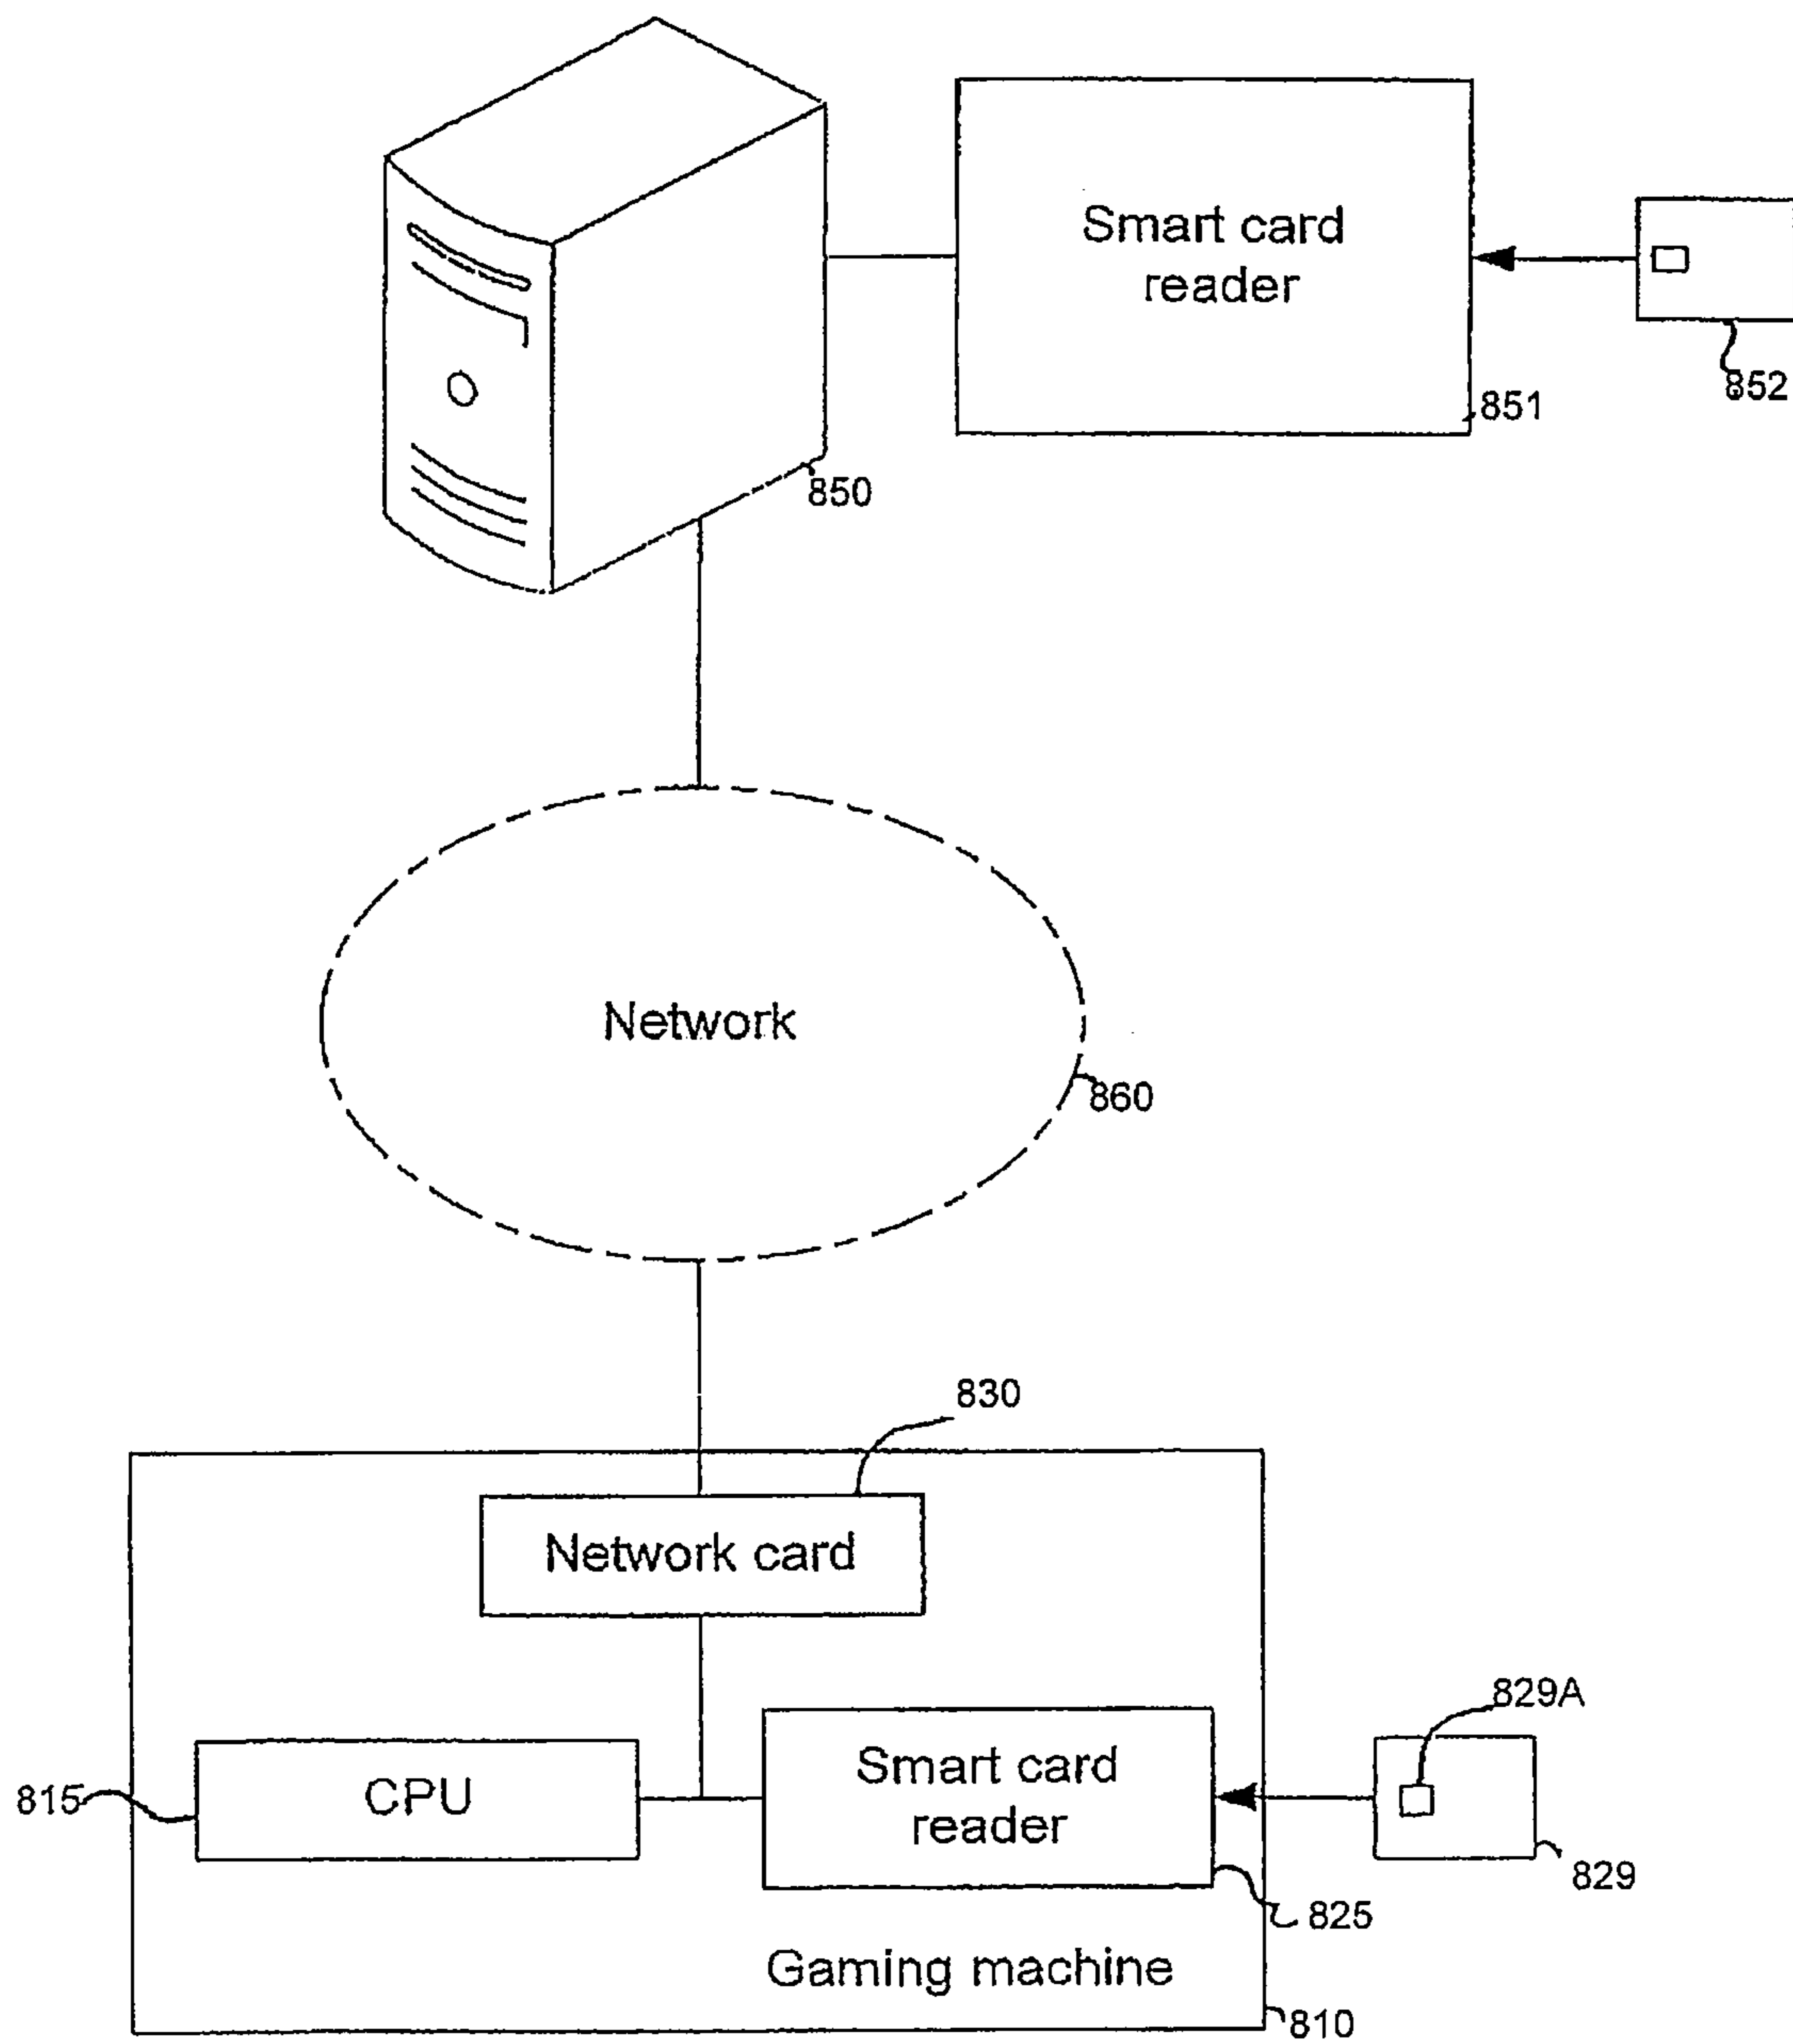 Smart card
reader
852
851
850
Network
860
830
Network card
829A
Smart card
reader
CPU
815
829
825
Gaming machine
810